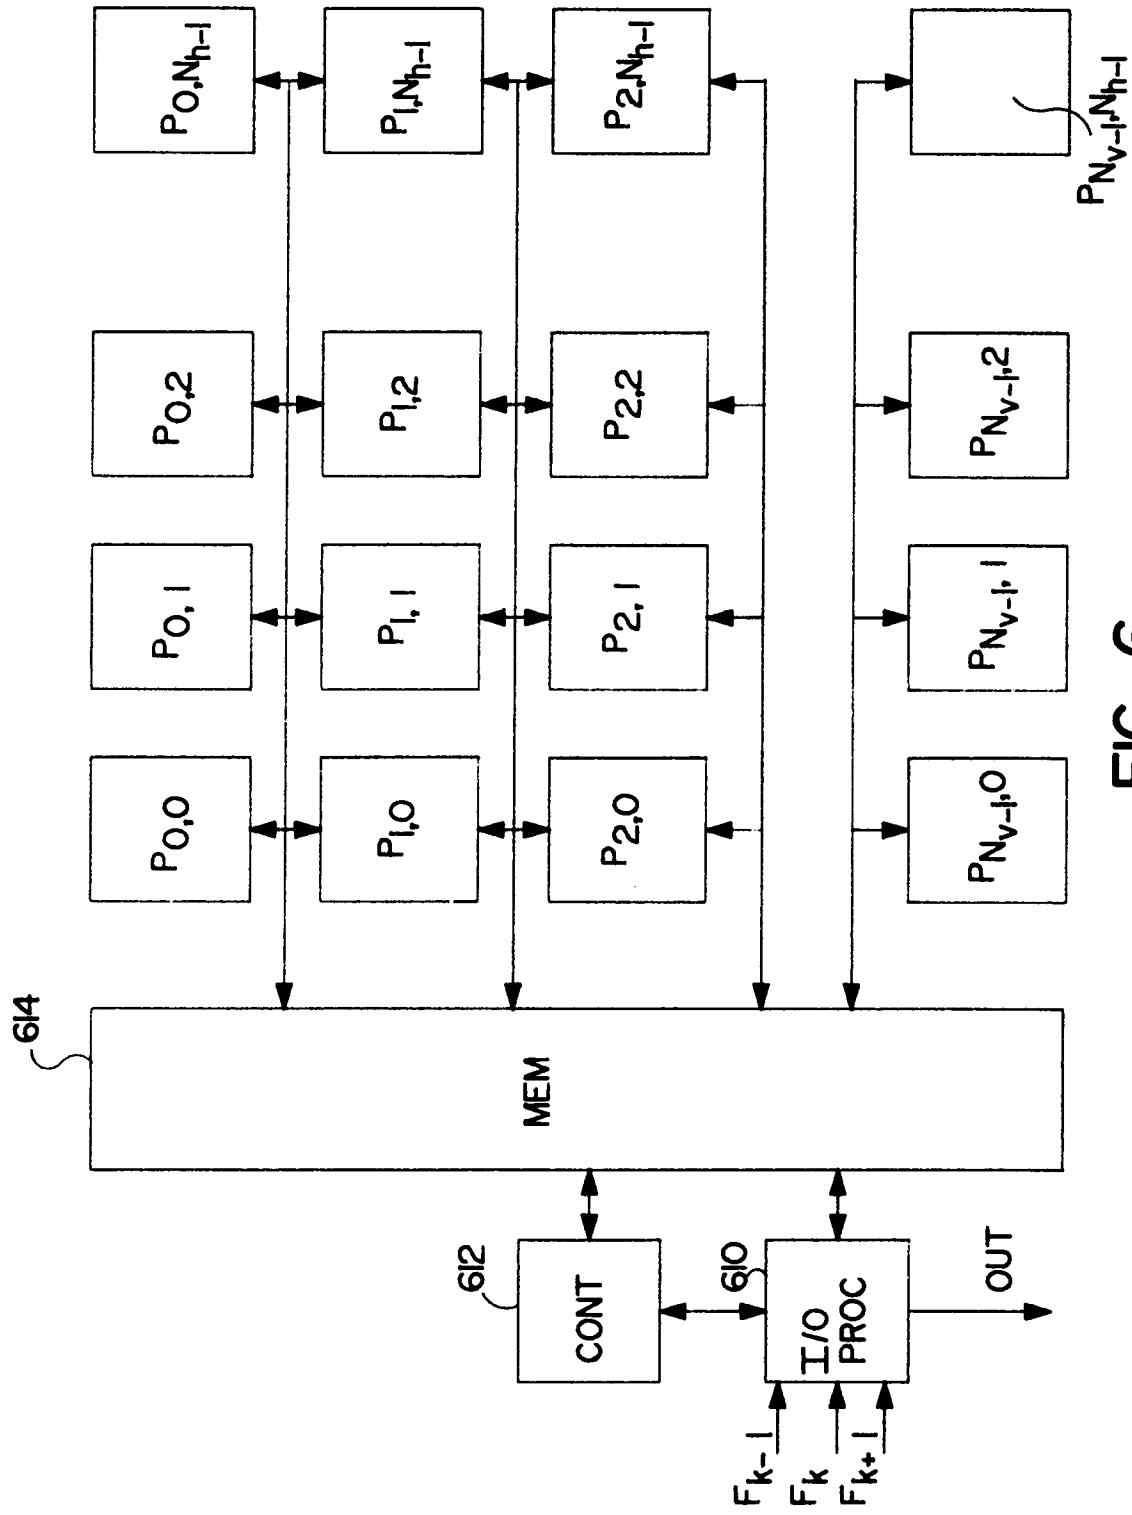 614
P0,0
P0,1
P0,2
P0,Nh-1
P1,0
P1,1
P1,2
P1,Nh-1
612
CONT
MEM
P2,0
P2,1
P2,2
P2,Nh-1
610
Fk-1
Fk
Fk+1
I/O
PROC
OUT
PNv-1,0
PNv-1,1
PNv-1,2
PNv-1,Nh-1
FIG.